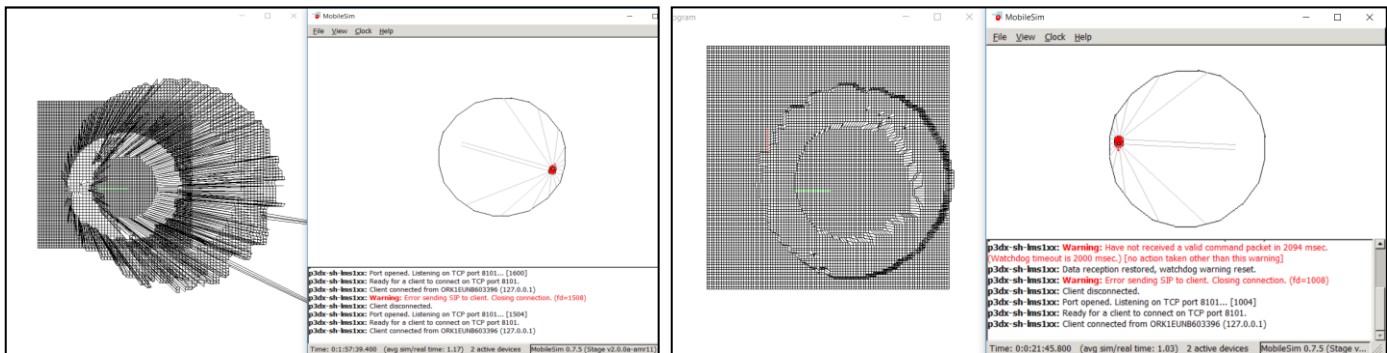 MobileSim
File View Clock Help
p3dx-sh-lms1xx: Port opened. Listening on TCP port 8101... [1600]
p3dx-sh-lms1xx: Ready for a client to connect on TCP port 8101.
p3dx-sh-lms1xx: Client connected from ORK1EUNB603396 (127.0.0.1)
p3dx-sh-lms1xx: Warning: Error sending SIP to client. Closing connection. (fd=1508)
p3dx-sh-lms1xx: Client disconnected.
p3dx-sh-lms1xx: Port opened. Listening on TCP port 8101... [1504]
p3dx-sh-lms1xx: Ready for a client to connect on TCP port 8101.
p3dx-sh-lms1xx: Client connected from ORK1EUNB603396 (127.0.0.1)
Time: 0:1:57:39.400 (avg sim/real time: 1.17) 2 active devices MobileSim 0.7.5 (Stage v2.0.0a-amr11)
ogram
MobileSim
File View Clock Help
p3dx-sh-lms1xx: Warning: Have not received a valid command packet in 2094 msec.
(Watchdog timeout is 2000 msec.) [no action taken other than this warning]
p3dx-sh-lms1xx: Data reception restored, watchdog warning reset.
p3dx-sh-lms1xx: Warning: Error sending SIP to client. Closing connection. (fd=1008)
p3dx-sh-lms1xx: Client disconnected.
p3dx-sh-lms1xx: Port opened. Listening on TCP port 8101... [1004]
p3dx-sh-lms1xx: Ready for a client to connect on TCP port 8101.
p3dx-sh-lms1xx: Client connected from ORK1EUNB603396 (127.0.0.1)
Time: 0:0:21:45.800 (avg sim/real time: 1.03) 2 active devices MobileSim 0.7.5 (Stage v...